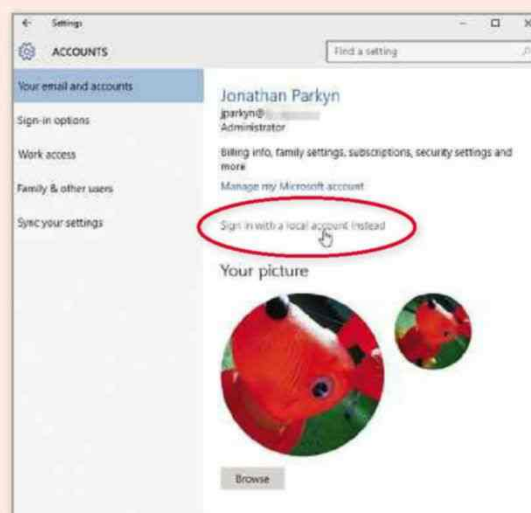 Settings
ACCOUNTS
Find a setting
Your email and accounts
Sign-in options
Work access
Family & other users
Sync your settings
Jonathan Parkyn
jparkyn@
Administrator
Billing info, family settings, subscriptions, security settings and
more
Manage my Microsoft account
Sign in with a local account instead
Your picture
Browse